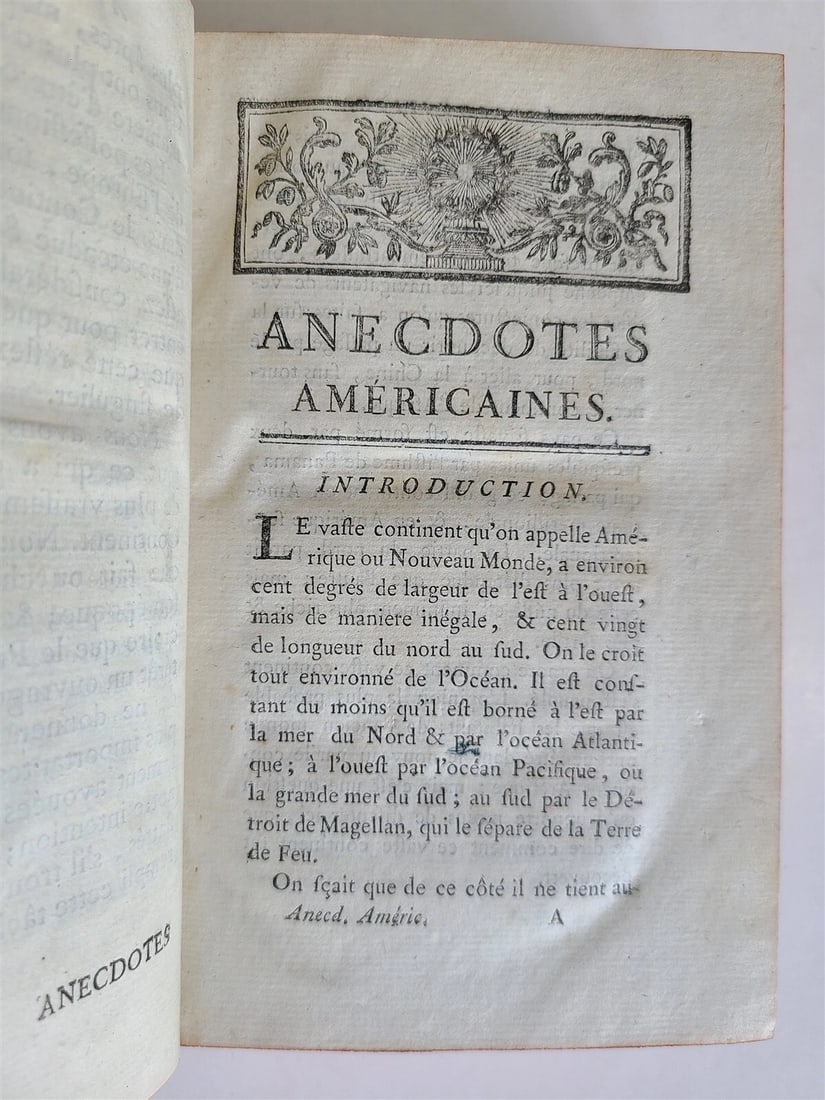 ANECDOTES
ANECDOTES
AMÉRICAINES.
INTRODUCTION.
LE vaſte continent qu'on appelle Amé-
rique ou Nouveau Monde, a environ
cent degrés de largeur de l'eſt à l'oueſt,
mais de maniere inégale, & cent vingt
de longueur du nord au ſud. On le croit
tout environné de l'Océan. Il eſt conſ-
tant du moins qu'il eſt borné à l'eſt par
la mer du Nord & par l'océan Atlanti-
que; à l'oueſt par l'océan Pacifique, ou
la grande mer du ſud; au ſud par le Dé-
troit de Magellan, qui le ſépare de la Terre
de Feu.
On ſçait que de ce côté il ne tient au-
Anecd. Améric. A